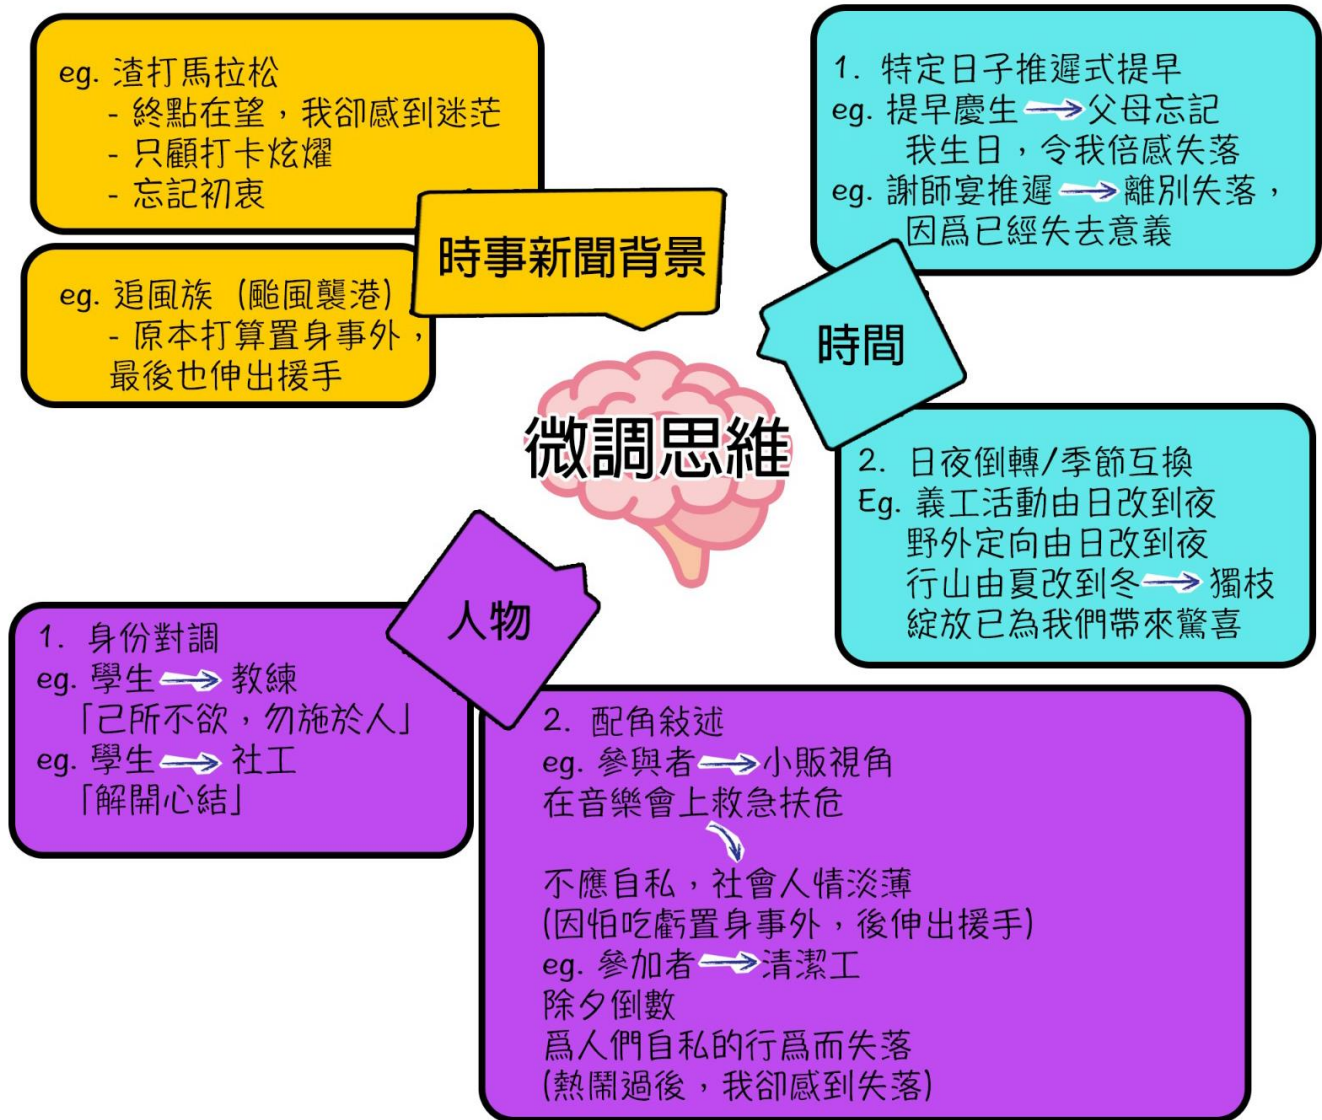 微調思維
時事新聞背景
eg. 渣打馬拉松
- 終點在望，我卻感到迷茫
- 只顧打卡炫耀
- 忘記初衷
eg. 追風族 (颱風襲港)
- 原本打算置身事外，
最後也伸出援手
時間
1. 特定日子推遲式提早
eg. 提早慶生→父母忘記
我生日，令我倍感失落
eg. 謝師宴推遲→離別失落，
因爲已經失去意義
2. 日夜倒轉/季節互換
Eg. 義工活動由日改到夜
野外定向由日改到夜
行山由夏改到冬→獨枝
綻放已為我們帶來驚喜
人物
1. 身份對調
eg. 學生→教練
「己所不欲，勿施於人」
eg. 學生→社工
「解開心結」
2. 配角敍述
eg. 參與者→小販視角
在音樂會上救急扶危
不應自私，社會人情淡薄
(因怕吃虧置身事外，後伸出援手)
eg. 參加者→清潔工
除夕倒數
爲人們自私的行爲而失落
(熱鬧過後，我卻感到失落)